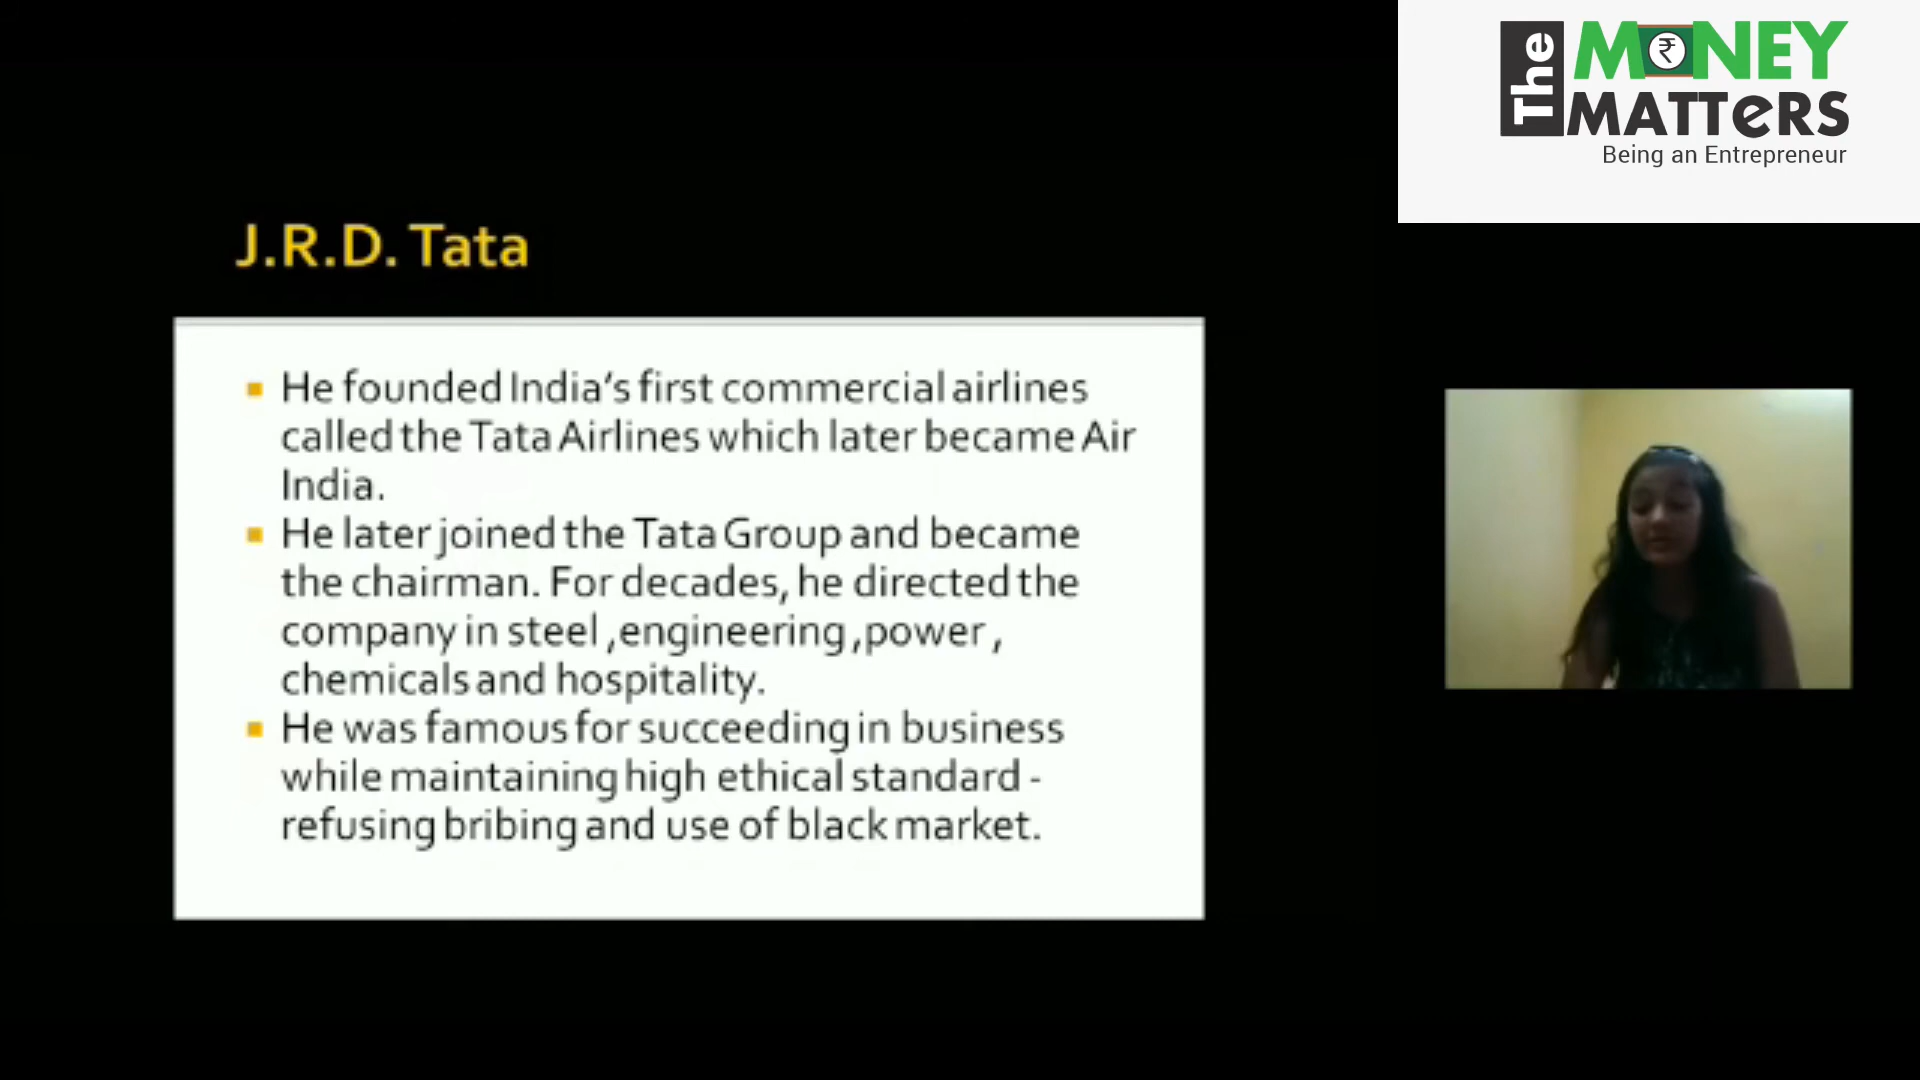 The
MONEY
MATTeRS
Being an Entrepreneur
J.R.D. Tata
He founded India's first commercial airlines
called the Tata Airlines which later became Air
India.
He later joined the Tata Group and became
the chairman. For decades, he directed the
company in steel ,engineering ,power ,
chemicals and hospitality.
He was famous for succeeding in business
while maintaining high ethical standard -
refusing bribing and use of black market.